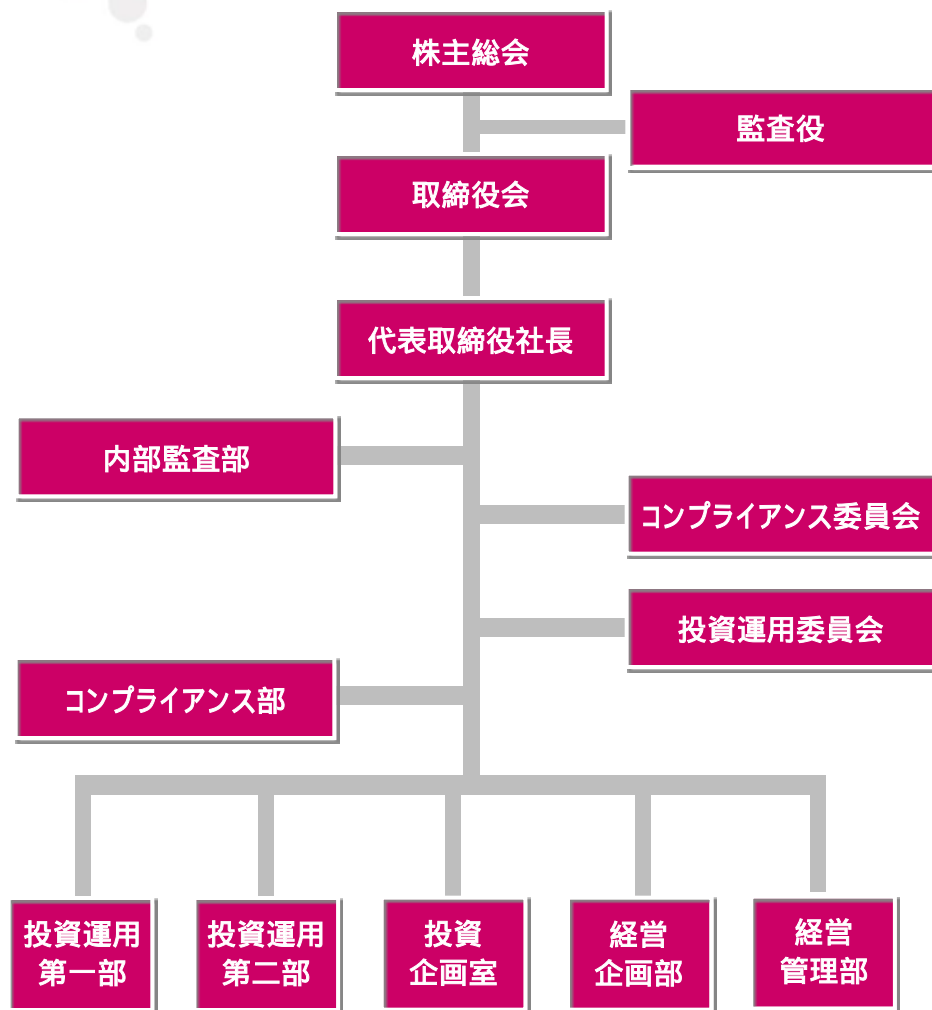 株主総会
監査役
取締役会
代表取締役社長
内部監査部
コンプライアンス委員会
投資運用委員会
コンプライアンス部
投資運用
第一部
投資運用
第二部
投資
企画室
経営
企画部
経営
管理部